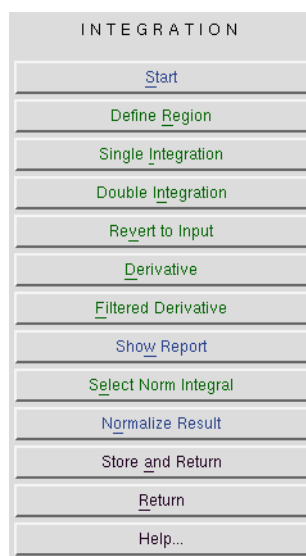 INTEGRATION
Start
Define Region
Single Integration
Double Integration
Revert to Input
Derivative
Filtered Derivative
Show Report
Select Norm Integral
Normalize Result
Store and Return
Return
Help...